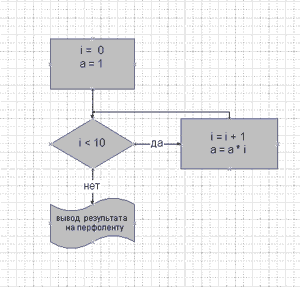 i = 0
a = 1
i < 10
да
i = i + 1
a = a * i
нет
вывод результата
на перфоленту